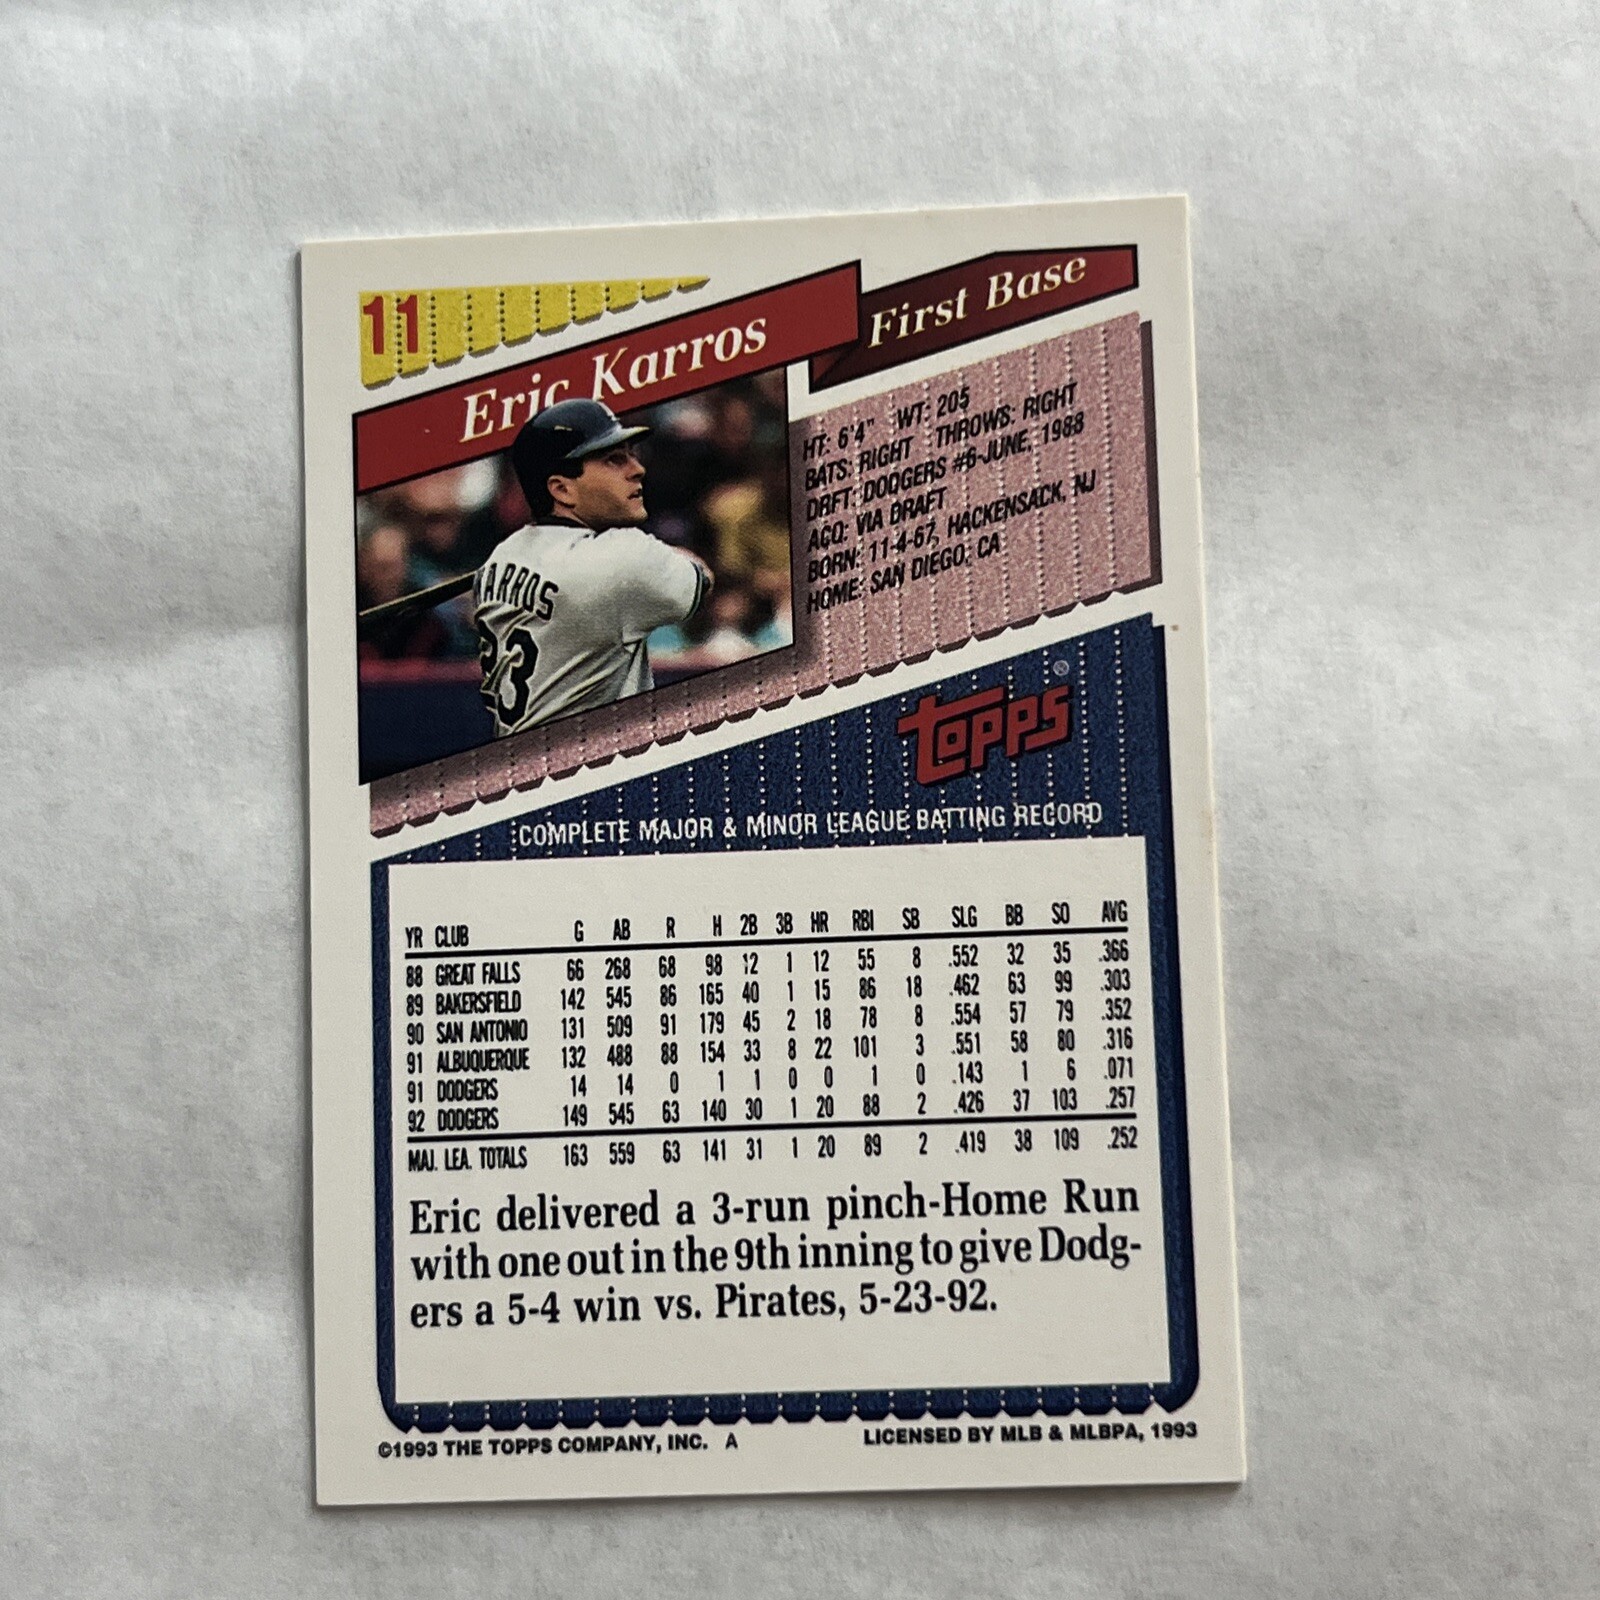 11
Eric Karros
First Base
HT: 6'4" WT: 205
BATS: RIGHT THROWS: RIGHT
DRFT: DODGERS #6-JUNE, 1988
ACQ: VIA DRAFT
BORN: 11-4-67, HACKENSACK, NJ
HOME: SAN DIEGO, CA
KARROS
23
Topps ®
COMPLETE MAJOR & MINOR LEAGUE BATTING RECORD
YR CLUB G AB R H 2B 3B HR RBI SB SLG BB SO AVG
88 GREAT FALLS 66 268 68 98 12 1 12 55 8 .552 32 35 .366
89 BAKERSFIELD 142 545 86 165 40 1 15 86 18 .462 63 99 .303
90 SAN ANTONIO 131 509 91 179 45 2 18 78 8 .554 57 79 .352
91 ALBUQUERQUE 132 488 88 154 33 8 22 101 3 .551 58 80 .316
91 DODGERS 14 14 0 1 1 0 0 1 0 .143 1 6 .071
92 DODGERS 149 545 63 140 30 1 20 88 2 .426 37 103 .257
MAJ. LEA. TOTALS 163 559 63 141 31 1 20 89 2 .419 38 109 .252
Eric delivered a 3-run pinch-Home Run
with one out in the 9th inning to give Dodg-
ers a 5-4 win vs. Pirates, 5-23-92.
©1993 THE TOPPS COMPANY, INC. A
LICENSED BY MLB & MLBPA, 1993